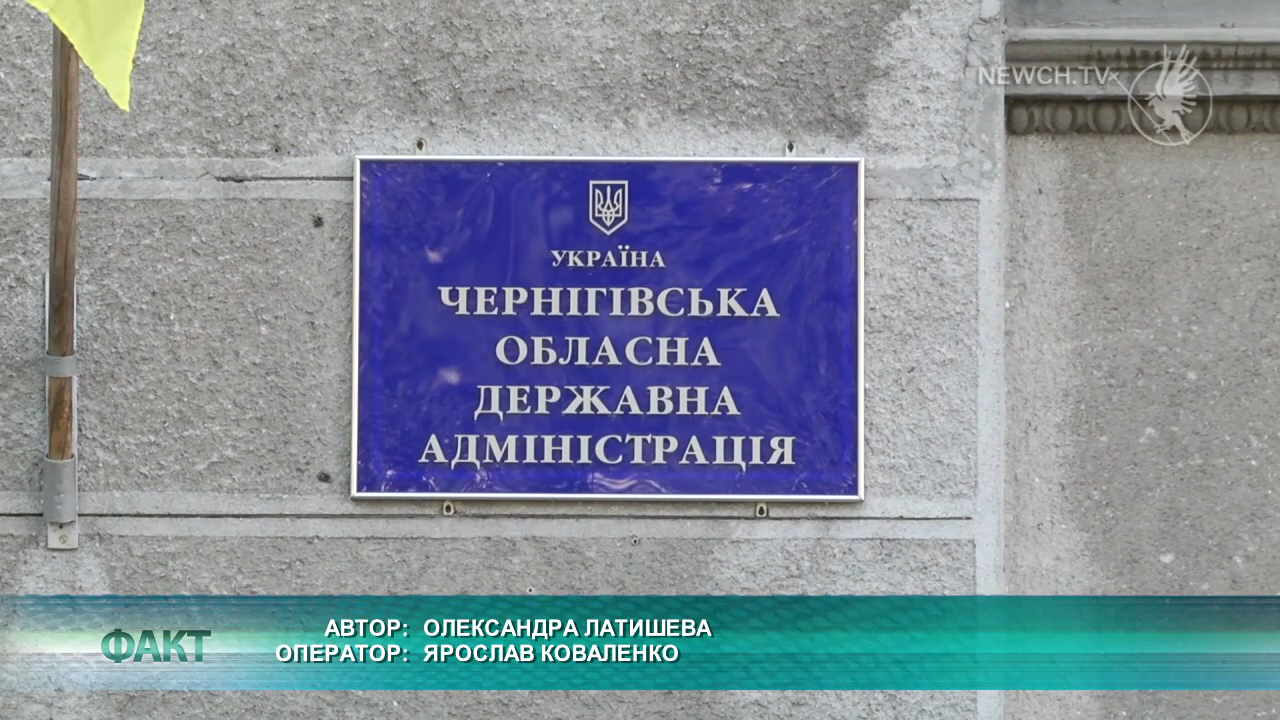 NEWCH.TV
УКРАЇНА
ЧЕРНІГІВСЬКА
ОБЛАСНА
ДЕРЖАВНА
АДМІНІСТРАЦІЯ
ФАКТ
АВТОР: ОЛЕКСАНДРА ЛАТИШЕВА
ОПЕРАТОР: ЯРОСЛАВ КОВАЛЕНКО